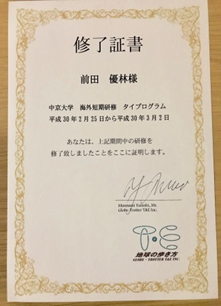 修了証書
前田 優林様
中京大学 海外短期研修 タイプログラム
平成30年2月25日から平成30年3月2日
あなたは、上記期間中の研修を
修了致しましたことをここに証明します。
地球の歩き方
GLOBE-TROTTER T&E INC.